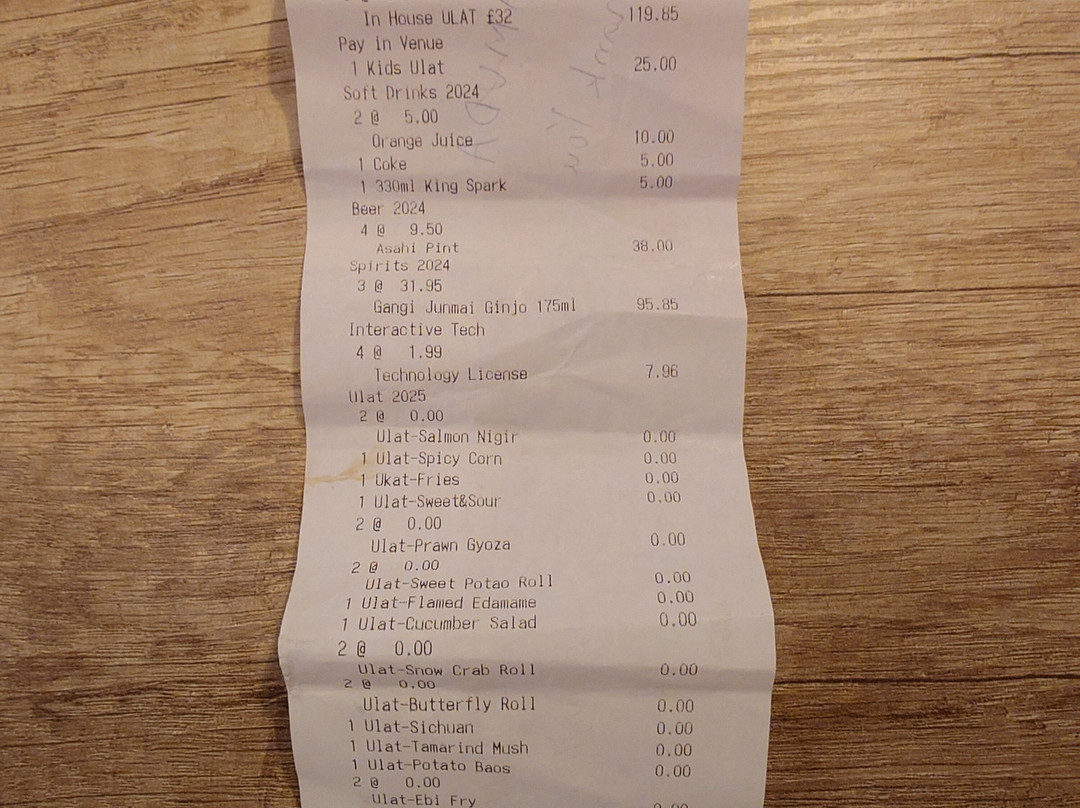 In House ULAT £32 119.85
Pay in Venue
1 Kids Ulat 25.00
Soft Drinks 2024
2 @ 5.00
Orange Juice 10.00
1 Coke 5.00
1 330ml King Spark 5.00
Beer 2024
4 @ 9.50
Asahi Pint 38.00
Spirits 2024
3 @ 31.95
Gangi Junmai Ginjo 175ml 95.85
Interactive Tech
4 @ 1.99
Technology License 7.96
Ulat 2025
2 @ 0.00
Ulat-Salmon Nigir 0.00
1 Ulat-Spicy Corn 0.00
1 Ukat-Fries 0.00
1 Ulat-Sweet&Sour 0.00
2 @ 0.00
Ulat-Prawn Gyoza 0.00
2 @ 0.00
Ulat-Sweet Potao Roll 0.00
1 Ulat-Flamed Edamame 0.00
1 Ulat-Cucumber Salad 0.00
2 @ 0.00
Ulat-Snow Crab Roll 0.00
2 @ 0.00
Ulat-Butterfly Roll 0.00
1 Ulat-Sichuan 0.00
1 Ulat-Tamarind Mush 0.00
1 Ulat-Potato Baos 0.00
2 @ 0.00
Ulat-Ebi Fry 0.00